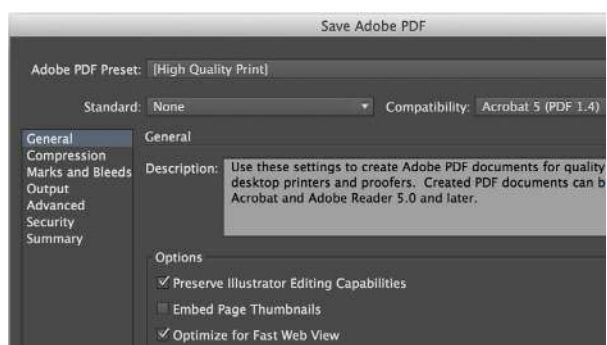 Save Adobe PDF
Adobe PDF Preset: [High Quality Print]
Standard: None
Compatibility: Acrobat 5 (PDF 1.4)
General
Compression
Marks and Bleeds
Output
Advanced
Security
Summary
General
Description: Use these settings to create Adobe PDF documents for quality
desktop printers and proofers. Created PDF documents can b
Acrobat and Adobe Reader 5.0 and later.
Options
Preserve Illustrator Editing Capabilities
Embed Page Thumbnails
Optimize for Fast Web View